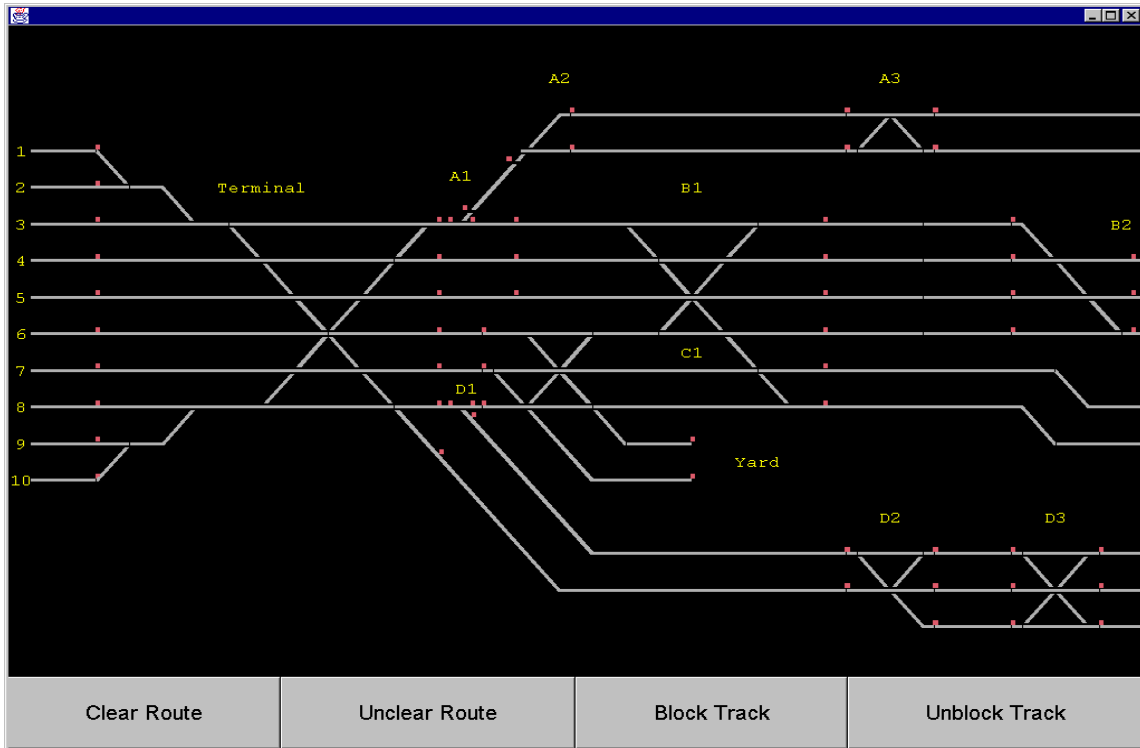 A2 A3
1
A1
2 Terminal B1
3 B2
4
5
6
C1
7
D1
8
9
Yard
10
D2 D3
Clear Route Unclear Route Block Track Unblock Track